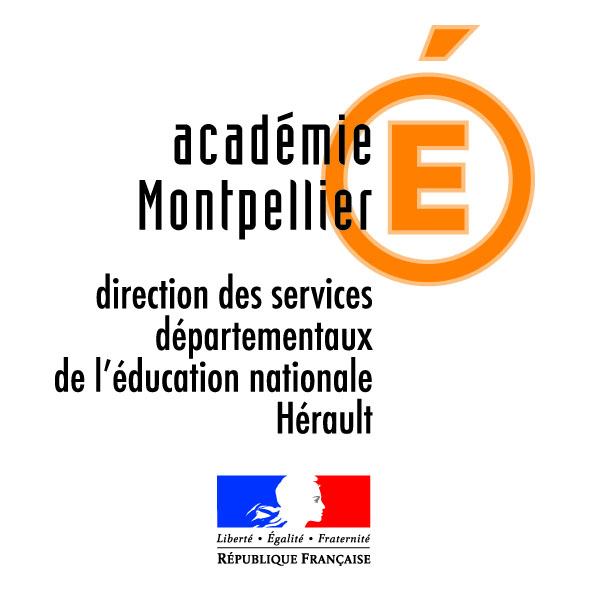 académie
Montpellier
É
direction des services
départementaux
de l'éducation nationale
Hérault
Liberté • Égalité • Fraternité
RÉPUBLIQUE FRANÇAISE